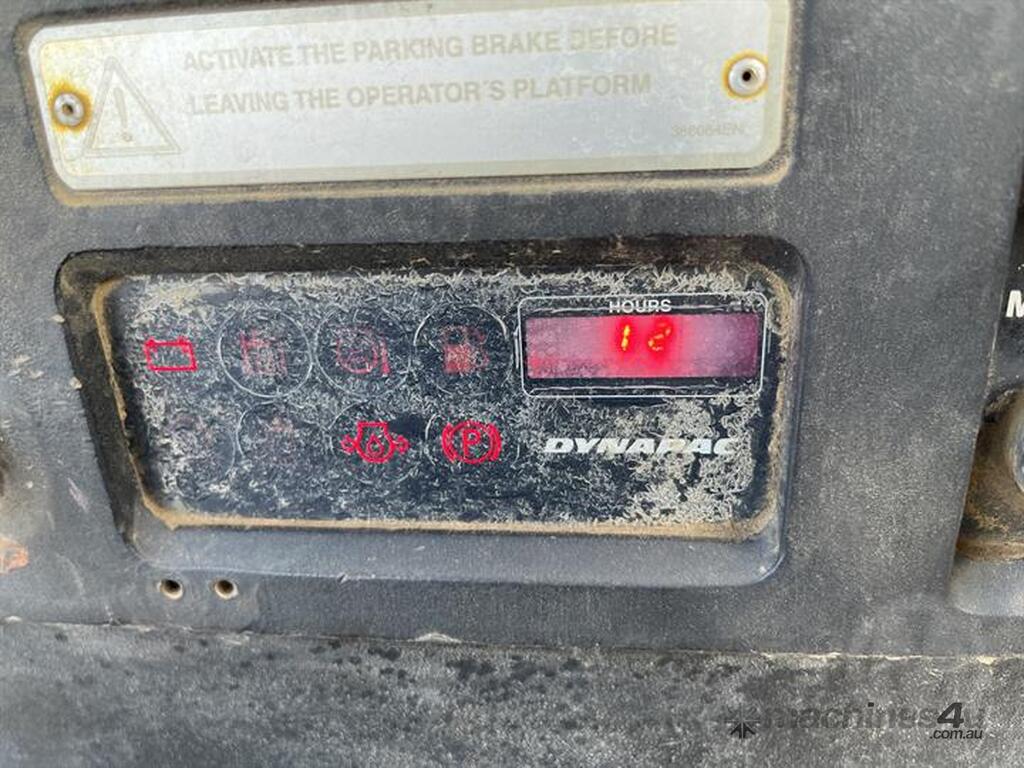 ACTIVATE THE PARKING BRAKE BEFORE
LEAVING THE OPERATOR'S PLATFORM
HOURS
12
P
DYNAPAC
M
machines4u
.com.au